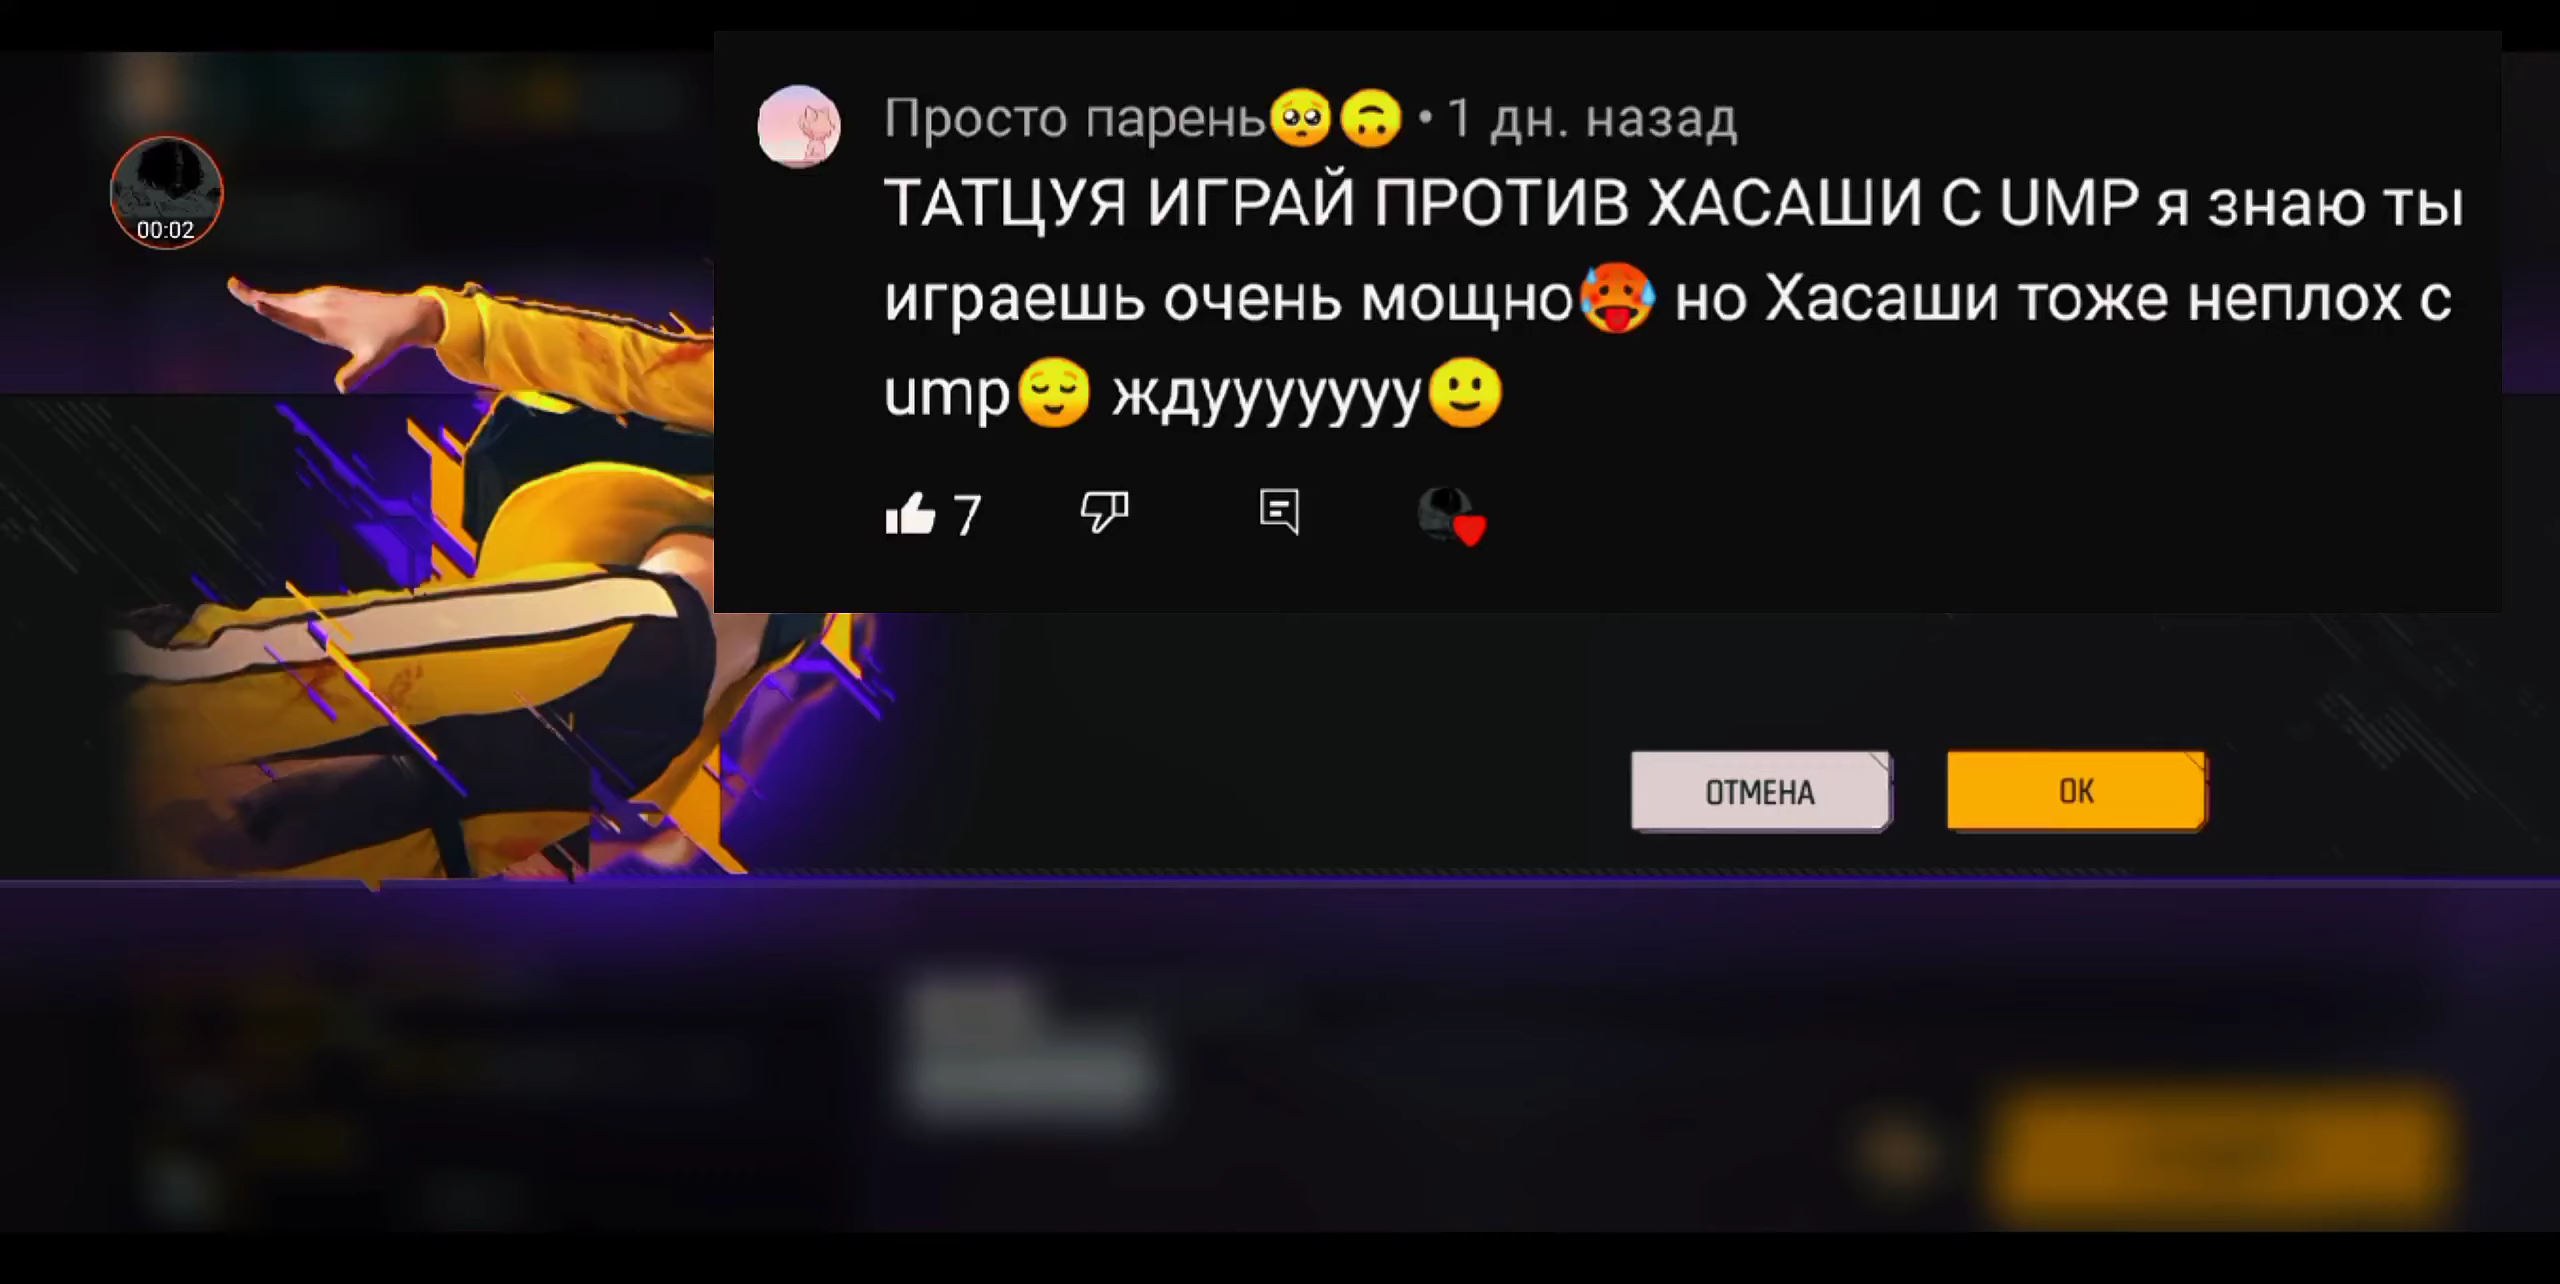 Просто парень🥺🙃 • 1 дн. назад
00:02
ТАТЦУЯ ИГРАЙ ПРОТИВ ХАСАШИ С UMP я знаю ты
играешь очень мощно🥵 но Хасаши тоже неплох с
ump😌 ждууууууу🙂
7
ОТМЕНА
ОК